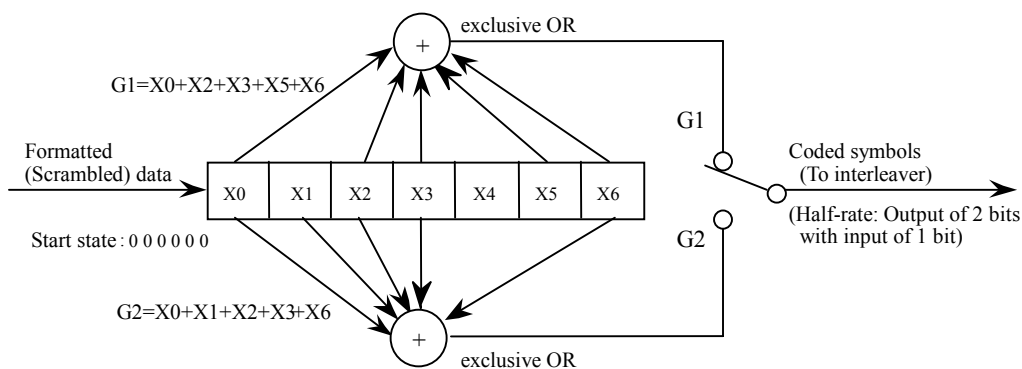 exclusive OR
+
G1=X0+X2+X3+X5+X6
G1
Formatted
(Scrambled) data
X0 X1 X2 X3 X4 X5 X6
Coded symbols
(To interleaver)
(Half-rate: Output of 2 bits
with input of 1 bit)
Start state : 0 0 0 0 0 0
G2
G2=X0+X1+X2+X3+X6
+
exclusive OR